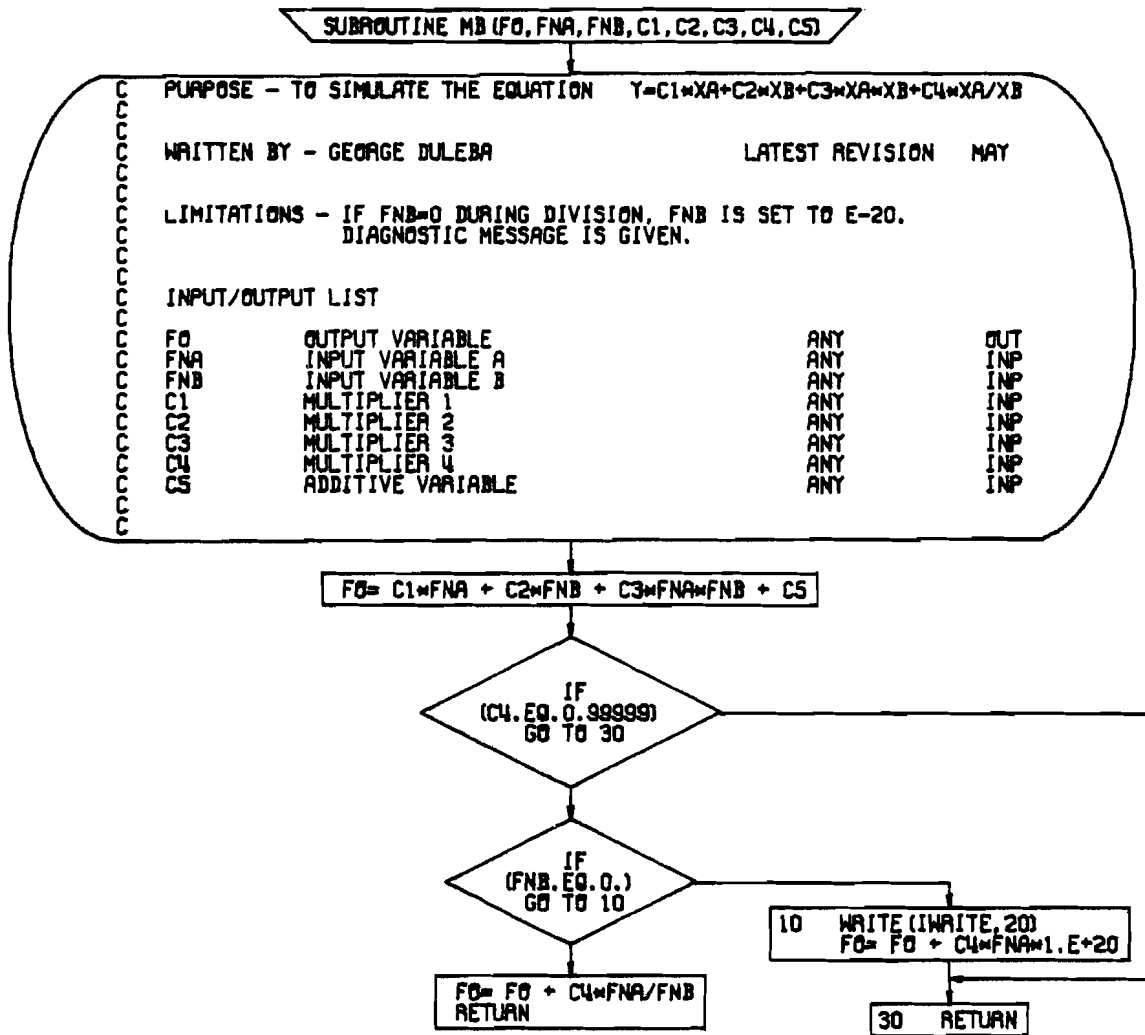 SUBROUTINE MB(FO,FNA,FNB,C1,C2,C3,C4,C5)
C PURPOSE - TO SIMULATE THE EQUATION Y=C1*XA+C2*XB+C3*XA*XB+C4*XA/XB
C
C
C WRITTEN BY - GEORGE DULEBA LATEST REVISION MAY
C
C
C LIMITATIONS - IF FNB=0 DURING DIVISION, FNB IS SET TO E-20.
C DIAGNOSTIC MESSAGE IS GIVEN.
C
C
C INPUT/OUTPUT LIST
C
C FO OUTPUT VARIABLE ANY OUT
C FNA INPUT VARIABLE A ANY INP
C FNB INPUT VARIABLE B ANY INP
C C1 MULTIPLIER 1 ANY INP
C C2 MULTIPLIER 2 ANY INP
C C3 MULTIPLIER 3 ANY INP
C C4 MULTIPLIER 4 ANY INP
C C5 ADDITIVE VARIABLE ANY INP
C
C
FO= C1*FNA + C2*FNB + C3*FNA*FNB + C5
IF
(C4.EQ.0.99999)
GO TO 30
IF
(FNB.EQ.0.)
GO TO 10
10 WRITE(IWRITE,20)
FO= FO + C4*FNA*1.E+20
FO= FO + C4*FNA/FNB
RETURN
30 RETURN